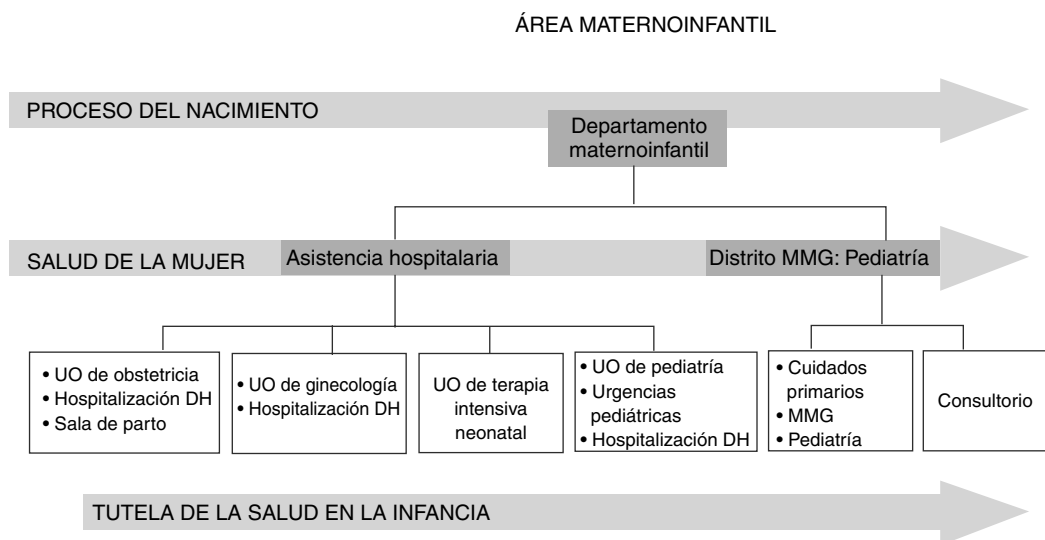 ÁREA MATERNOINFANTIL
PROCESO DEL NACIMIENTO
Departamento
maternoinfantil
SALUD DE LA MUJER
Asistencia hospitalaria
Distrito MMG: Pediatría
• UO de obstetricia
• Hospitalización DH
• Sala de parto
• UO de ginecología
• Hospitalización DH
UO de terapia
intensiva
neonatal
• UO de pediatría
• Urgencias
pediátricas
• Hospitalización DH
• Cuidados
primarios
• MMG
• Pediatría
Consultorio
TUTELA DE LA SALUD EN LA INFANCIA